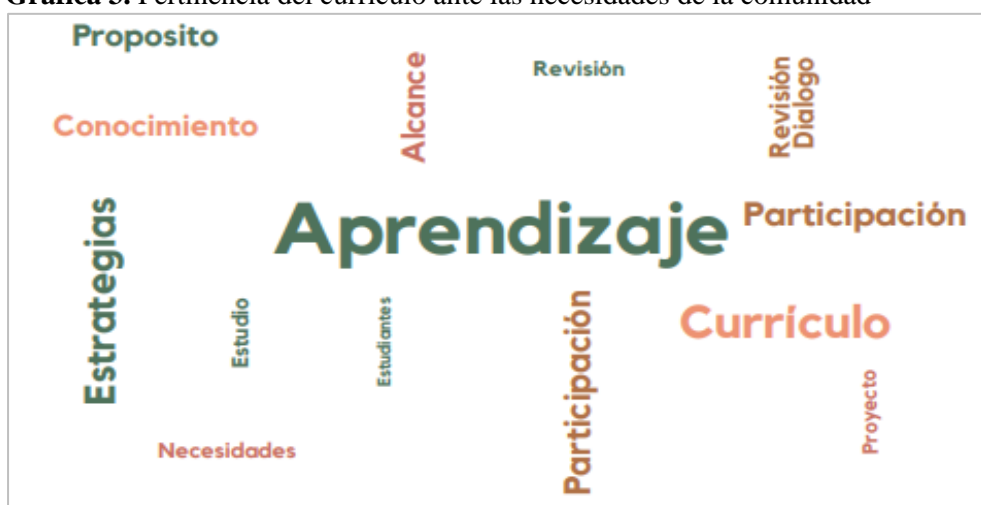 Gráfica 3. Pertinencia del currículo ante las necesidades de la comunidad
Proposito
Revisión
Alcance
Revisión
Dialogo
Conocimiento
Aprendizaje
Participación
Estrategias
Currículo
Estudio
Estudiantes
Participación
Proyecto
Necesidades